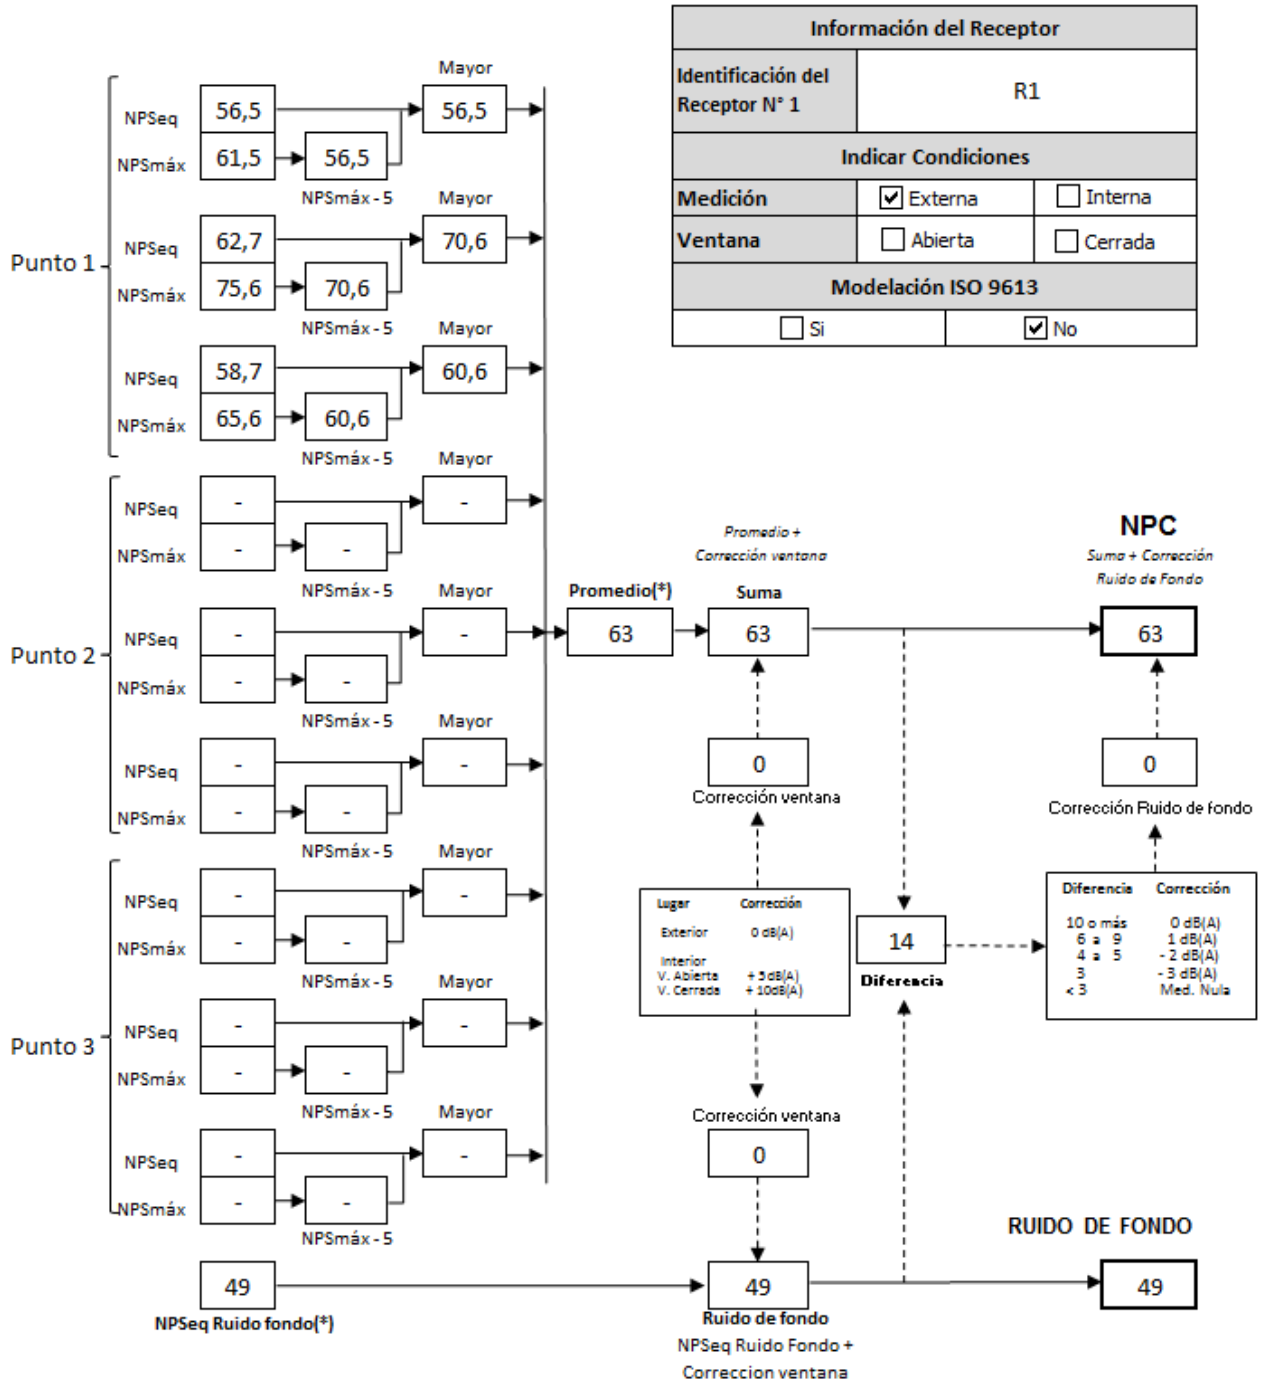 Información del Receptor
Identificación del Receptor N° 1
R1
Indicar Condiciones
Medición
Externa
Interna
Ventana
Abierta
Cerrada
Modelación ISO 9613
Si
No
Punto 1
Mayor
NPSeq
56,5
56,5
NPSmáx
61,5
56,5
NPSmáx - 5
Mayor
NPSeq
62,7
70,6
NPSmáx
75,6
70,6
NPSmáx - 5
Mayor
NPSeq
58,7
60,6
NPSmáx
65,6
60,6
NPSmáx - 5
Punto 2
Mayor
NPSeq
-
-
NPSmáx
-
-
NPSmáx - 5
Mayor
NPSeq
-
-
NPSmáx
-
-
NPSmáx - 5
Mayor
NPSeq
-
-
NPSmáx
-
-
NPSmáx - 5
Punto 3
Mayor
NPSeq
-
-
NPSmáx
-
-
NPSmáx - 5
Mayor
NPSeq
-
-
NPSmáx
-
-
NPSmáx - 5
Mayor
NPSeq
-
-
NPSmáx
-
-
NPSmáx - 5
Promedio(*)
63
Promedio +
Corrección ventana
Suma
63
0
Corrección ventana
NPC
Suma + Corrección
Ruido de Fondo
63
0
Corrección Ruido de fondo
Lugar Corrección
Exterior 0 dB(A)
Interior
V. Abierta + 5dB(A)
V. Cerrada + 10dB(A)
14
Diferencia
Diferencia Corrección
10 o más 0 dB(A)
6 a 9 1 dB(A)
4 a 5 - 2 dB(A)
3 - 3 dB(A)
< 3 Med. Nula
Corrección ventana
0
49
NPSeq Ruido fondo(*)
49
Ruido de fondo
NPSeq Ruido Fondo +
Correccion ventana
RUIDO DE FONDO
49